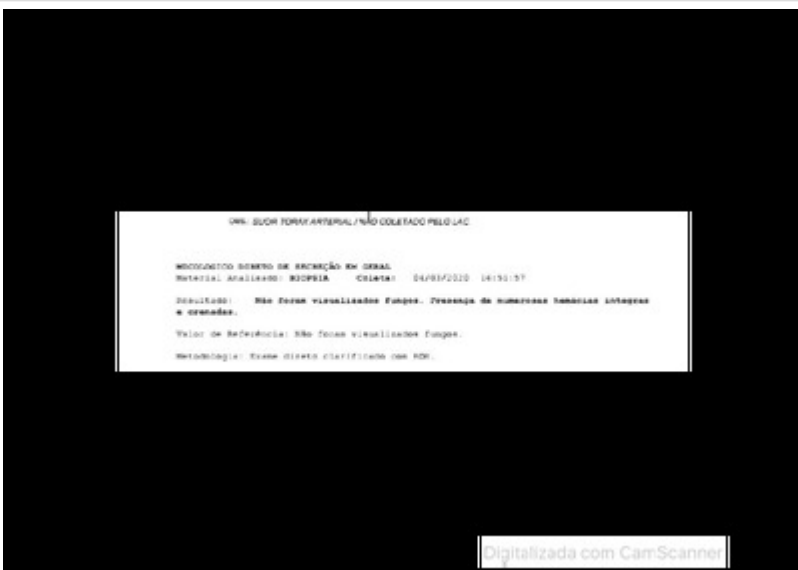 OBS.: SUOR TORNY ARTERIAL / NÃO COLETADO PELO LAC
MICOLOGICO DIRETO DE SECREÇÃO EM GERAL
Material Analisado: BIOPSIA Coleta: 04/03/2020 16:51:57
Resultado: Não foram visualizados fungos. Presença de numerosas hemacias integras
e crenadas.
Valor de Referência: Não foram visualizados fungos.
Metodologia: Exame direto clarificado com KOH.
Digitalizada com CamScanner